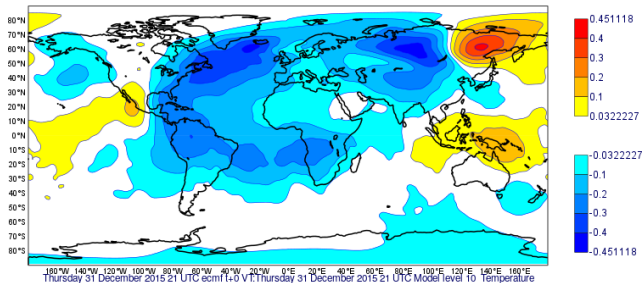 80°N
70°N
60°N
50°N
40°N
30°N
20°N
10°N
0°N
10°S
20°S
30°S
40°S
50°S
60°S
70°S
80°S
160°W 140°W 120°W 100°W 80°W 60°W 40°W 20°W 0°E 20°E 40°E 60°E 80°E 100°E 120°E 140°E 160°E
Thursday 31 December 2015 21 UTC ecmf t+0 VT:Thursday 31 December 2015 21 UTC Model level 10 Temperature
0.451118
0.4
0.3
0.2
0.1
0.0322227
-0.0322227
-0.1
-0.2
-0.3
-0.4
-0.451118